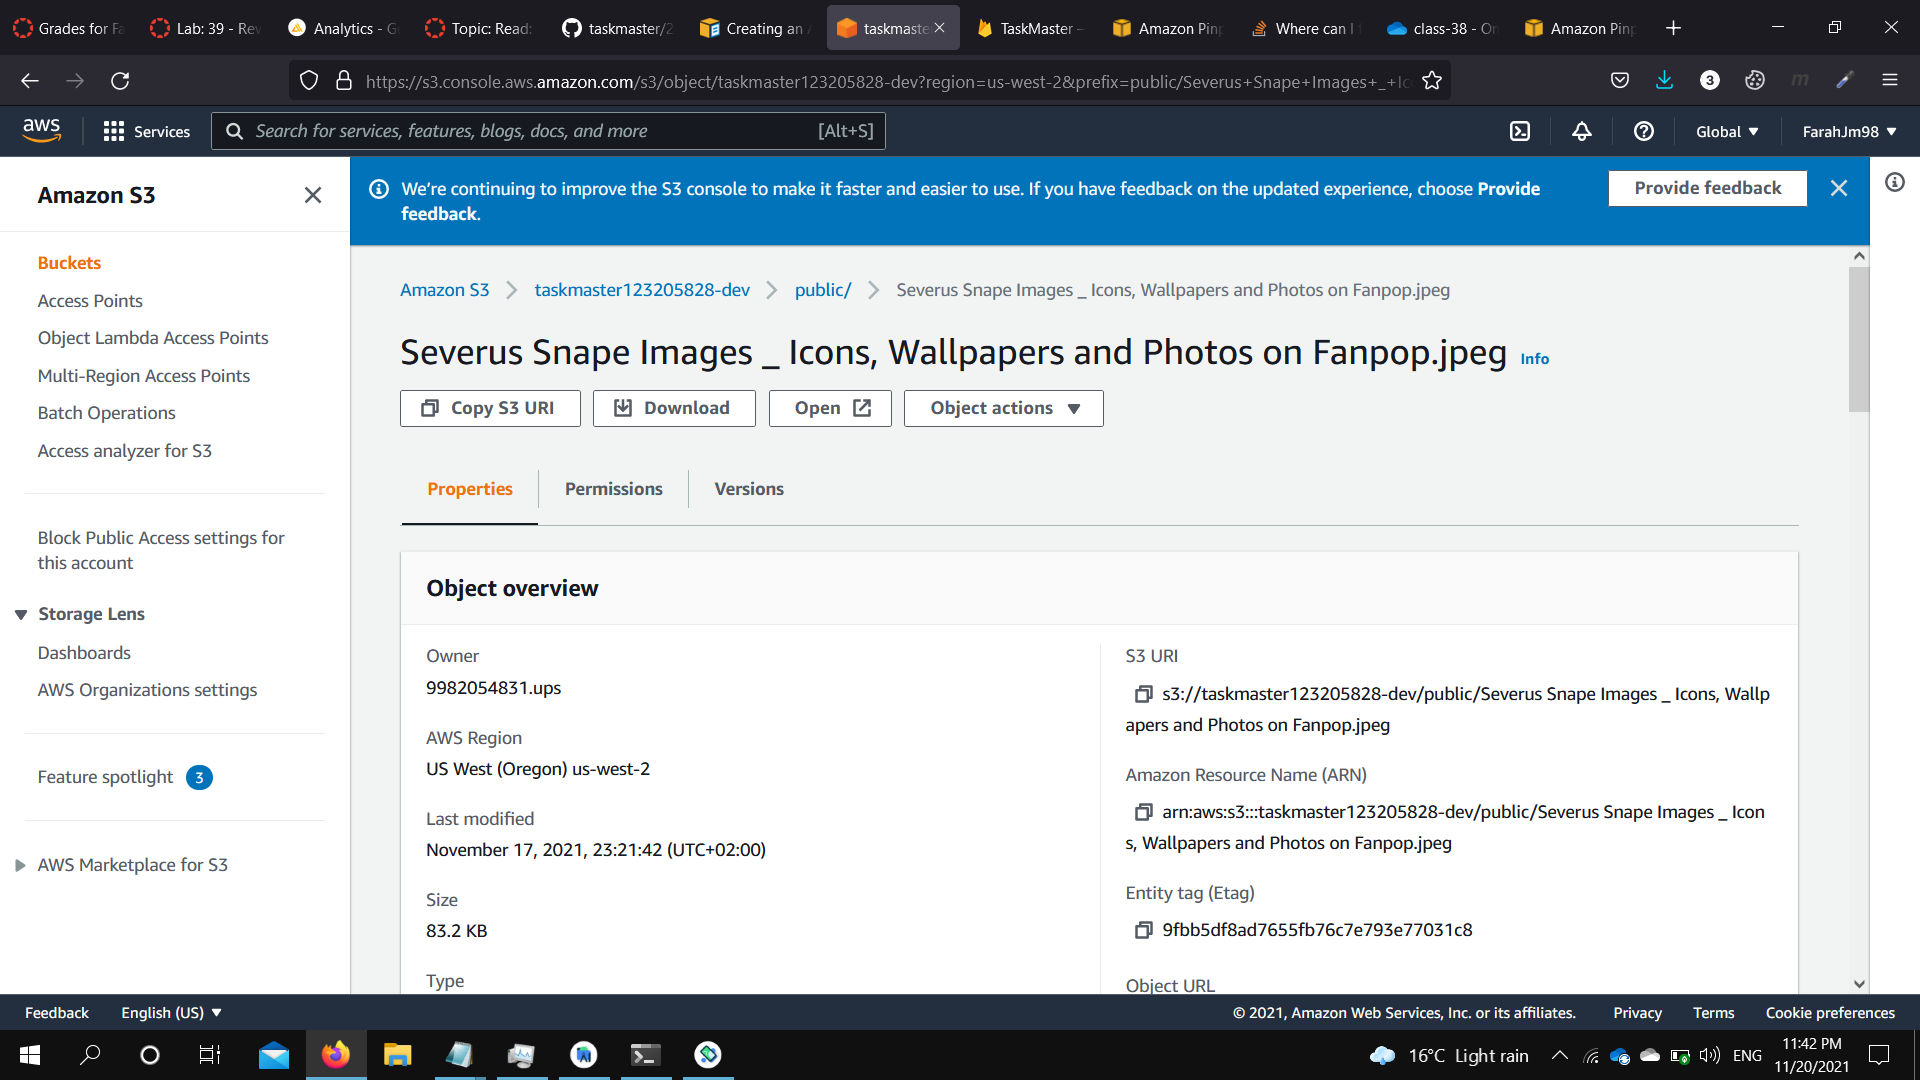 Grades for Fa
Lab: 39 - Rev
Analytics - G
Topic: Read:
taskmaster/2
Creating an
taskmaste
TaskMaster –
Amazon Pinp
Where can I
class-38 - On
Amazon Pinp
https://s3.console.aws.amazon.com/s3/object/taskmaster123205828-dev?region=us-west-2&prefix=public/Severus+Snape+Images+_+Ic
3
aws
Services
Search for services, features, blogs, docs, and more
[Alt+S]
Global
FarahJm98
Amazon S3
Buckets
Access Points
Object Lambda Access Points
Multi-Region Access Points
Batch Operations
Access analyzer for S3
Block Public Access settings for
this account
Storage Lens
Dashboards
AWS Organizations settings
Feature spotlight 3
AWS Marketplace for S3
We're continuing to improve the S3 console to make it faster and easier to use. If you have feedback on the updated experience, choose Provide
feedback.
Provide feedback
Amazon S3
taskmaster123205828-dev
public/
Severus Snape Images _ Icons, Wallpapers and Photos on Fanpop.jpeg
Severus Snape Images _ Icons, Wallpapers and Photos on Fanpop.jpeg Info
Copy S3 URI
Download
Open
Object actions
Properties
Permissions
Versions
Object overview
Owner
9982054831.ups
AWS Region
US West (Oregon) us-west-2
Last modified
November 17, 2021, 23:21:42 (UTC+02:00)
Size
83.2 KB
Type
S3 URI
s3://taskmaster123205828-dev/public/Severus Snape Images _ Icons, Wallp
apers and Photos on Fanpop.jpeg
Amazon Resource Name (ARN)
arn:aws:s3:::taskmaster123205828-dev/public/Severus Snape Images _ Icon
s, Wallpapers and Photos on Fanpop.jpeg
Entity tag (Etag)
9fbb5df8ad7655fb76c7e793e77031c8
Object URL
Feedback
English (US)
© 2021, Amazon Web Services, Inc. or its affiliates.
Privacy
Terms
Cookie preferences
16°C Light rain
ENG
11:42 PM
11/20/2021